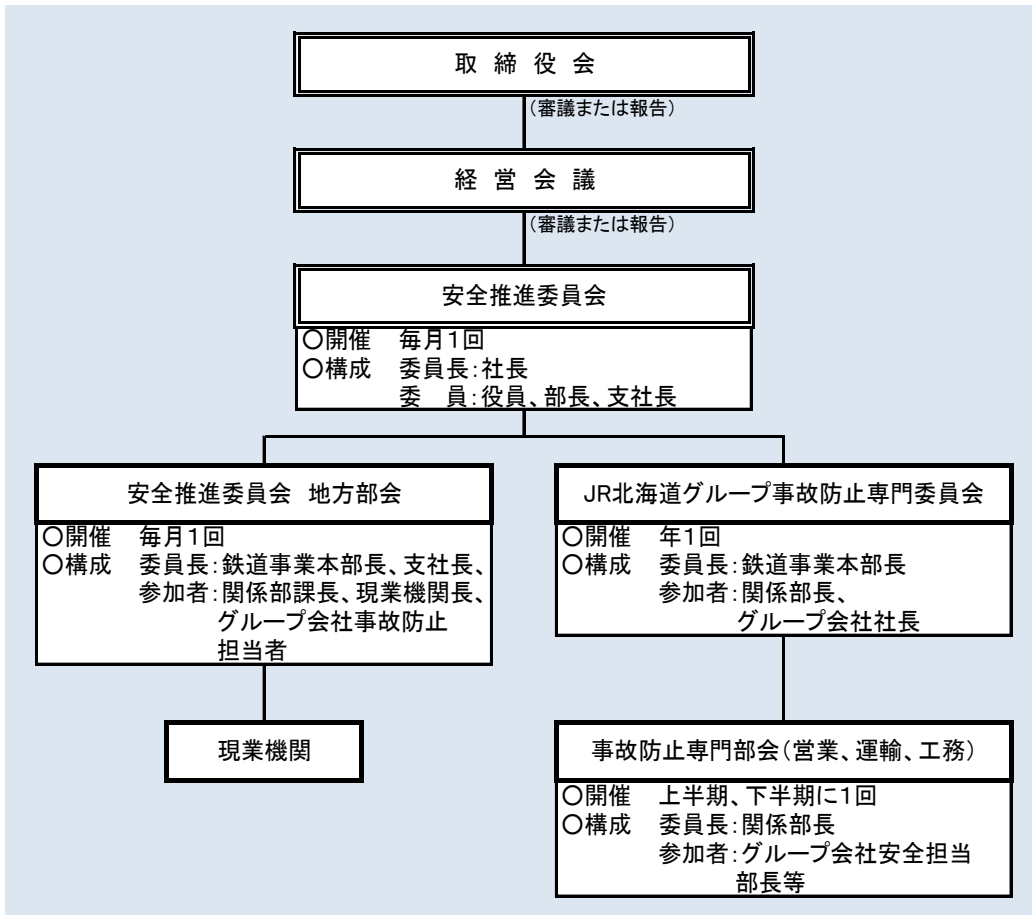 取 締 役 会
(審議または報告)
経 営 会 議
(審議または報告)
安全推進委員会
○開催 毎月1回
○構成 委員長:社長
委 員:役員、部長、支社長
安全推進委員会 地方部会
○開催 毎月1回
○構成 委員長:鉄道事業本部長、支社長、
参加者:関係部課長、現業機関長、
グループ会社事故防止
担当者
現業機関
JR北海道グループ事故防止専門委員会
○開催 年1回
○構成 委員長:鉄道事業本部長
参加者:関係部長、
グループ会社社長
事故防止専門部会(営業、運輸、工務)
○開催 上半期、下半期に1回
○構成 委員長:関係部長
参加者:グループ会社安全担当
部長等